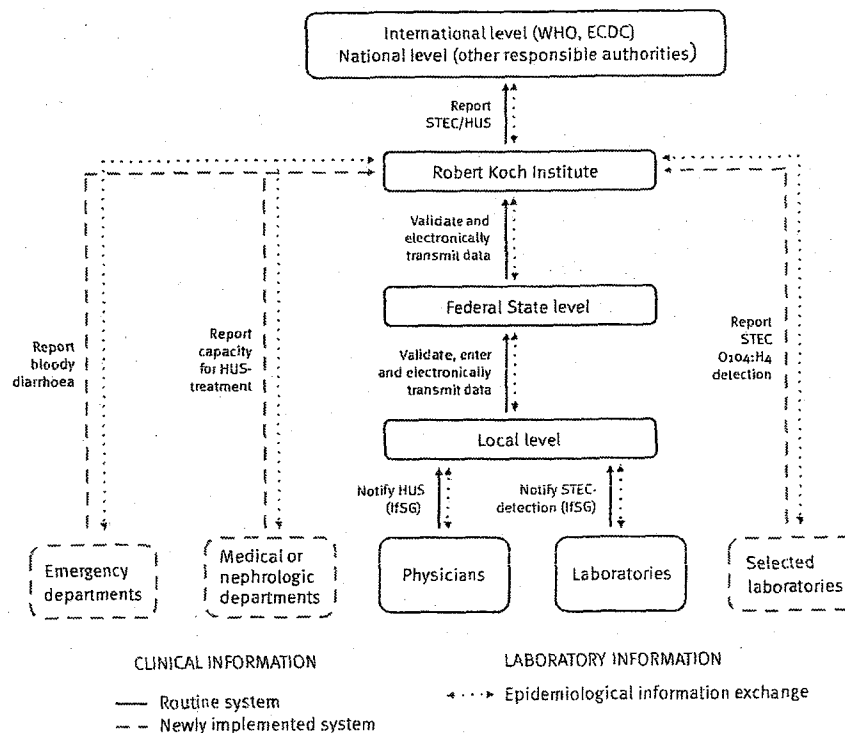 International level (WHO, ECDC)
National level (other responsible authorities)
Report
STEC/HUS
Robert Koch Institute
Validate and
electronically
transmit data
Federal State level
Report
bloody
diarrhoea
Report
capacity
for HUS-
treatment
Validate, enter
and electronically
transmit data
Report
STEC
O104:H4
detection
Local level
Notify HUS
(IfSG)
Notify STEC-
detection (IfSG)
Emergency
departments
Medical or
nephrologic
departments
Physicians
Laboratories
Selected
laboratories
CLINICAL INFORMATION
LABORATORY INFORMATION
Routine system
Epidemiological information exchange
Newly implemented system